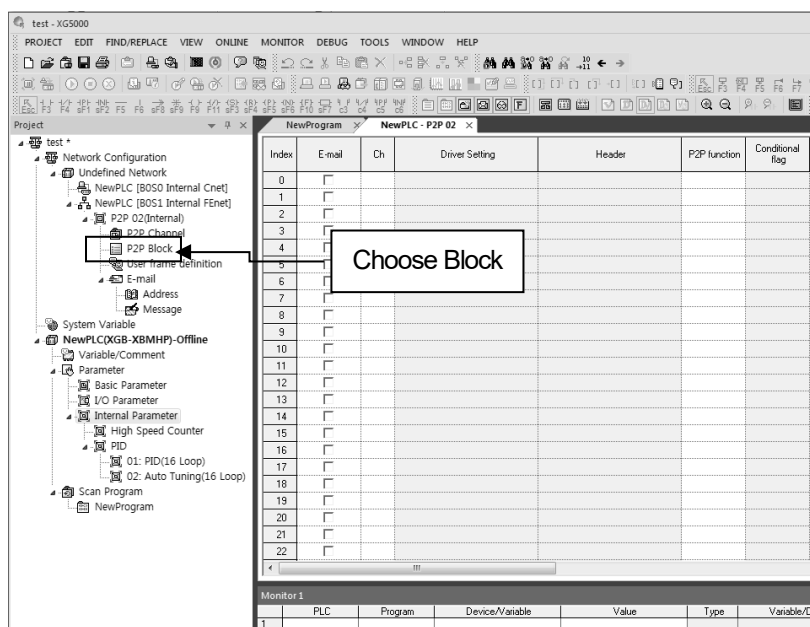 test - XG5000
PROJECT EDIT FIND/REPLACE VIEW ONLINE MONITOR DEBUG TOOLS WINDOW HELP
Project
NewProgram
NewPLC - P2P 02
test *
Network Configuration
Undefined Network
NewPLC [B0S0 Internal Cnet]
NewPLC [B0S1 Internal FEnet]
P2P 02(Internal)
P2P Channel
P2P Block
User frame definition
E-mail
Address
Message
System Variable
NewPLC(XGB-XBMHP)-Offline
Variable/Comment
Parameter
Basic Parameter
I/O Parameter
Internal Parameter
High Speed Counter
PID
01: PID(16 Loop)
02: Auto Tuning(16 Loop)
Scan Program
NewProgram
Index E-mail Ch Driver Setting Header P2P function Conditional flag
0
1
2
3
4
5
6
7
8
9
10
11
12
13
14
15
16
17
18
19
20
21
22
Choose Block
Monitor 1
PLC Program Device/Variable Value Type
1